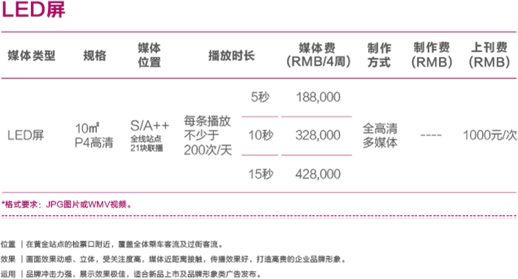 LED屏
媒体类型 规格 媒体位置 播放时长 媒体费(RMB/4周) 制作方式 制作费(RMB) 上刊费(RMB)
LED屏 10㎡ P4高清 S/A++ 全线站点 21块联播 每条播放不少于200次/天 5秒 188,000 全高清多媒体 ---- 1000元/次
10秒 328,000
15秒 428,000
*格式要求：JPG图片或WMV视频。
位置 | 在黄金站点的检票口附近，覆盖全体乘车客流及过街客流。
效果 | 画面效果动感、立体，受关注度高，媒体近距离接触，传播效果好，打造高贵的企业品牌形象。
运用 | 品牌冲击力强，展示效果极佳，适合新品上市及品牌形象类广告发布。